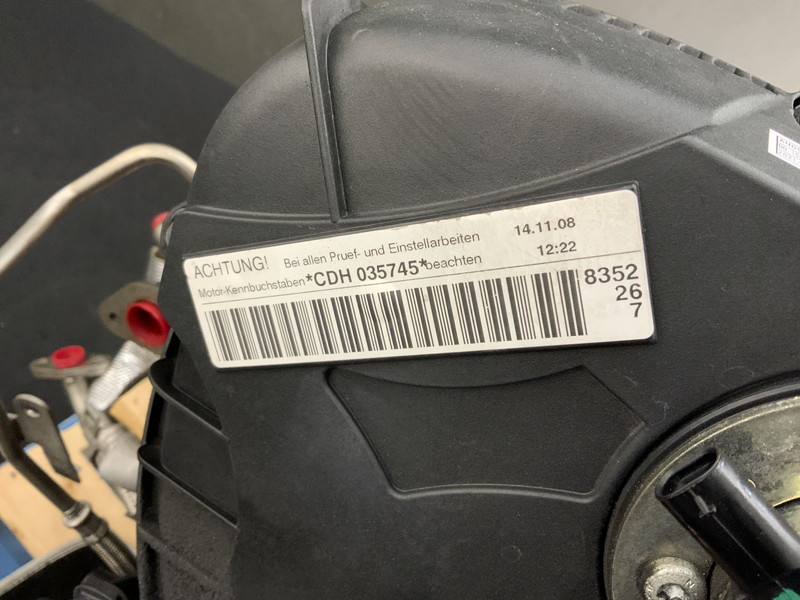 ACHTUNG! Bei allen Pruef- und Einstellarbeiten 14.11.08
Motor-Kennbuchstaben *CDH 035745* beachten 12:22
8352
26
7